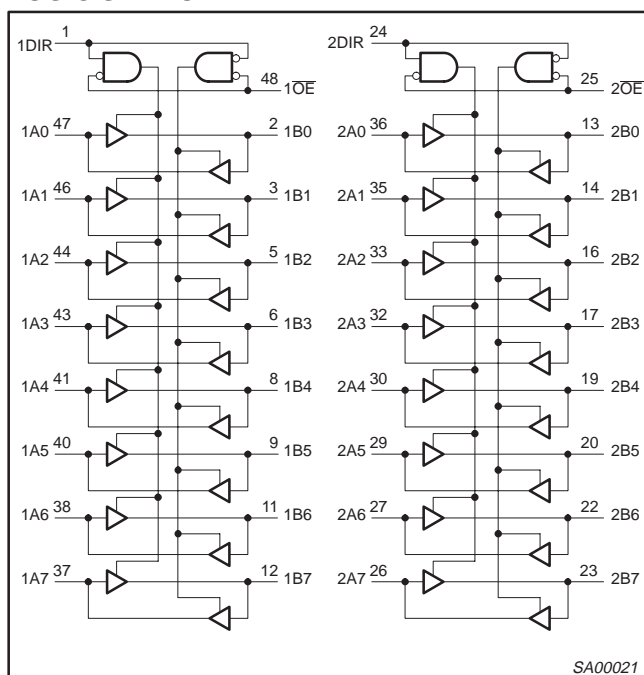 1DIR 1
48 1OE
2DIR 24
25 2OE
1A0 47 2 1B0
1A1 46 3 1B1
1A2 44 5 1B2
1A3 43 6 1B3
1A4 41 8 1B4
1A5 40 9 1B5
1A6 38 11 1B6
1A7 37 12 1B7
2A0 36 13 2B0
2A1 35 14 2B1
2A2 33 16 2B2
2A3 32 17 2B3
2A4 30 19 2B4
2A5 29 20 2B5
2A6 27 22 2B6
2A7 26 23 2B7
SA00021